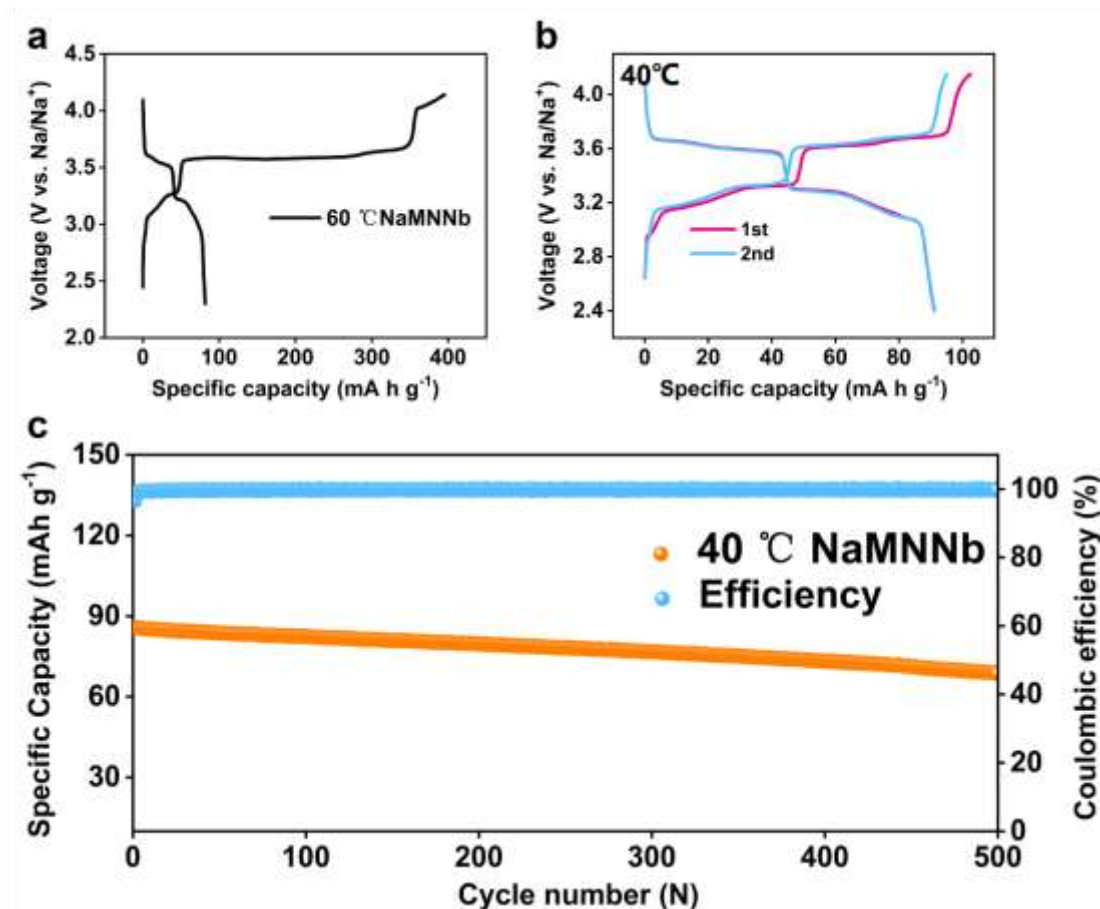 a
4.5
4.0
3.5
3.0
2.5
2.0
Voltage (V vs. Na/Na⁺)
60 ℃NaMNNb
0 100 200 300 400
Specific capacity (mA h g⁻¹)
b
40℃
4.0
3.6
3.2
2.8
2.4
Voltage (V vs. Na/Na⁺)
1st
2nd
0 20 40 60 80 100
Specific capacity (mA h g⁻¹)
c
150
120
90
60
30
Specific Capacity (mAh g⁻¹)
40 ℃ NaMNNb
Efficiency
100
80
60
40
20
0
Coulombic efficiency (%)
0 100 200 300 400 500
Cycle number (N)